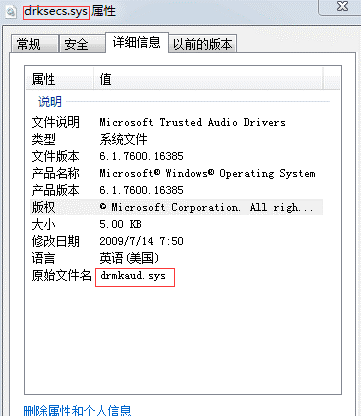 drksecs.sys 属性
常规 安全 详细信息 以前的版本
属性 值
说明
文件说明 Microsoft Trusted Audio Drivers
类型 系统文件
文件版本 6.1.7600.16385
产品名称 Microsoft® Windows® Operating System
产品版本 6.1.7600.16385
版权 © Microsoft Corporation. All righ...
大小 5.00 KB
修改日期 2009/7/14 7:50
语言 英语(美国)
原始文件名 drmkaud.sys
删除属性和个人信息